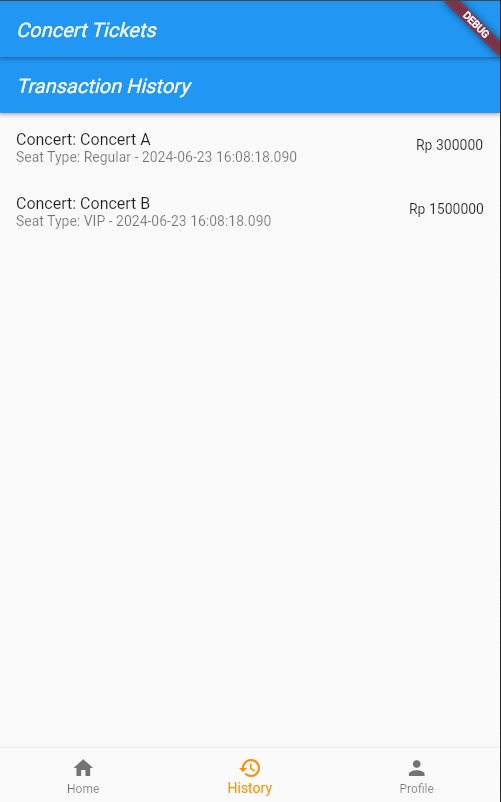 Concert Tickets
DEBUG
Transaction History
Concert: Concert A
Seat Type: Regular - 2024-06-23 16:08:18.090
Rp 300000
Concert: Concert B
Seat Type: VIP - 2024-06-23 16:08:18.090
Rp 1500000
Home
History
Profile